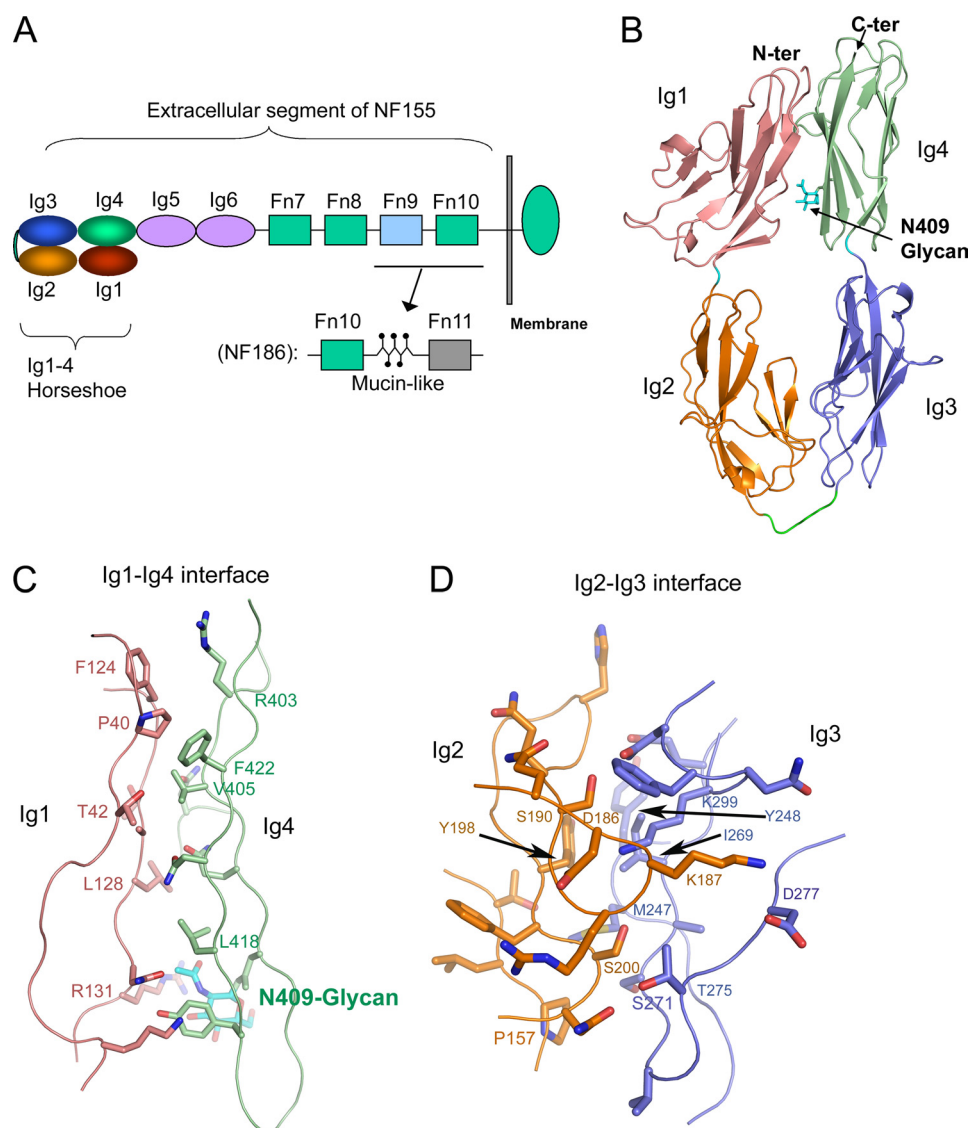 A
Extracellular segment of NF155
Ig3
Ig4
Ig5
Ig6
Fn7
Fn8
Fn9
Fn10
Ig2
Ig1
Membrane
Ig1-4
Horseshoe
(NF186):
Fn10
Fn11
Mucin-like
B
C-ter
N-ter
Ig1
Ig4
N409
Glycan
Ig2
Ig3
C
Ig1-Ig4 interface
F124
R403
P40
F422
V405
T42
Ig1
Ig4
L128
L418
R131
N409-Glycan
D
Ig2-Ig3 interface
Ig2
Ig3
K299
S190
D186
Y248
Y198
I269
K187
D277
M247
S200
S271
T275
P157